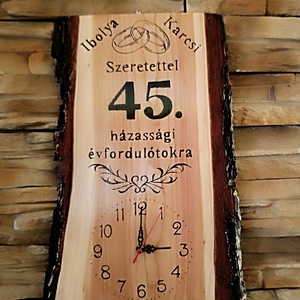 Ibolya Karcsi
Szeretettel
45.
házassági
évfordulótokra
12
11 1
10 2
9 3
8 4
7 5
6